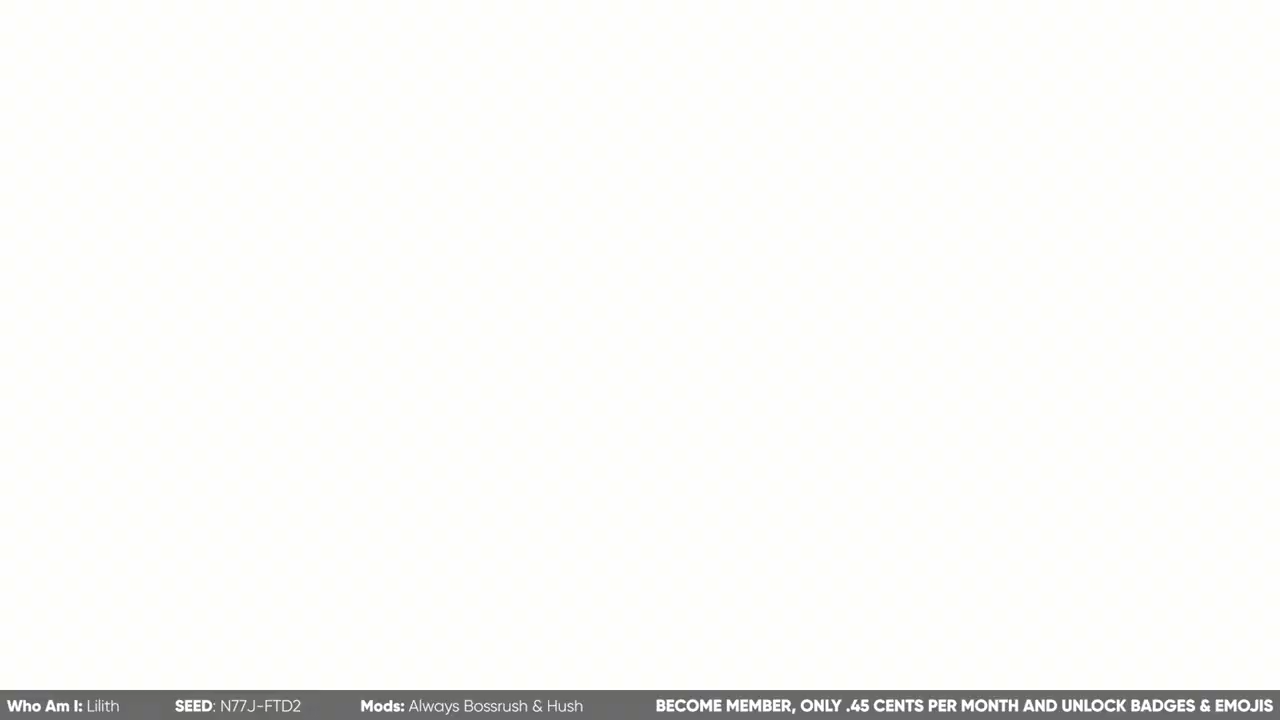 Who Am I: Lilith SEED: N77J-FTD2 Mods: Always Bossrush & Hush BECOME MEMBER, ONLY .45 CENTS PER MONTH AND UNLOCK BADGES & EMOJIS